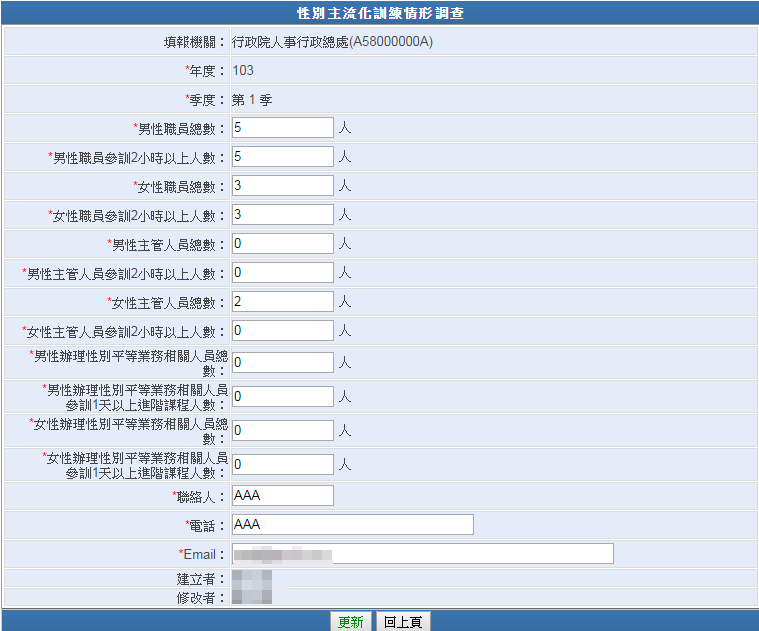 性別主流化訓練情形調查
填報機關： 行政院人事行政總處(A58000000A)
*年度： 103
*季度： 第 1 季
*男性職員總數： 5 人
*男性職員參訓2小時以上人數： 5 人
*女性職員總數： 3 人
*女性職員參訓2小時以上人數： 3 人
*男性主管人員總數： 0 人
*男性主管人員參訓2小時以上人數： 0 人
*女性主管人員總數： 2 人
*女性主管人員參訓2小時以上人數： 0 人
*男性辦理性別平等業務相關人員總
數： 0 人
*男性辦理性別平等業務相關人員
參訓1天以上進階課程人數： 0 人
*女性辦理性別平等業務相關人員總
數： 0 人
*女性辦理性別平等業務相關人員
參訓1天以上進階課程人數： 0 人
*聯絡人： AAA
*電話： AAA
*Email：
建立者：
修改者：
更新 回上頁